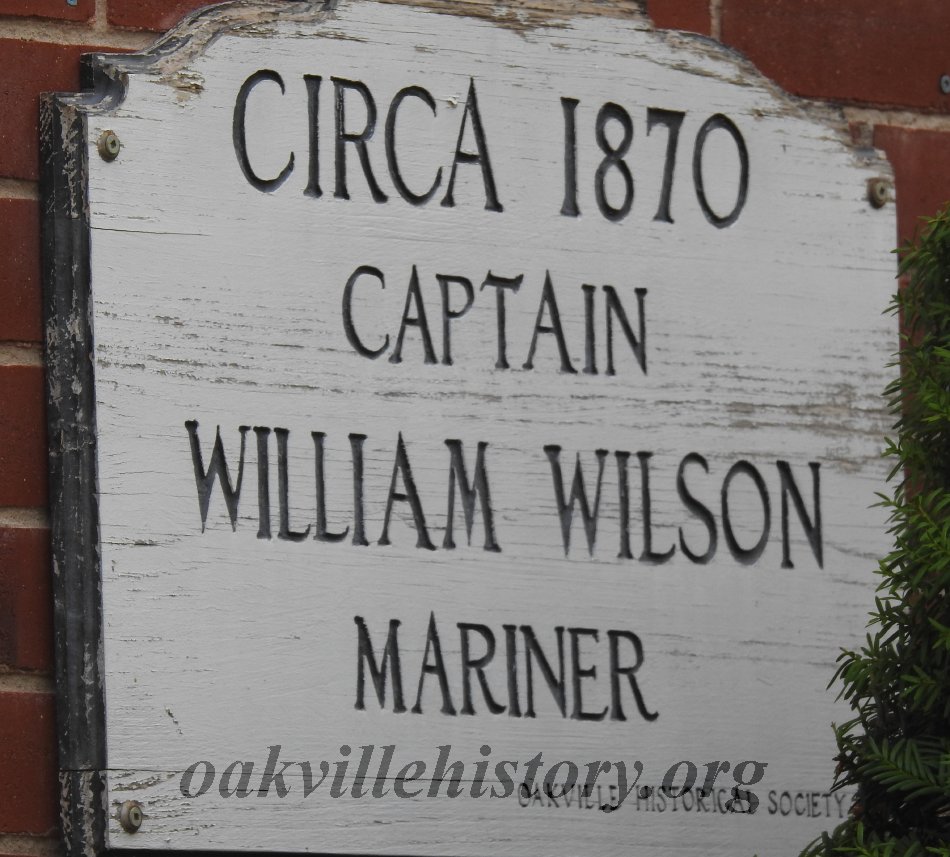 CIRCA 1870
CAPTAIN
WILLIAM WILSON
MARINER
oakvillehistory.org
OAKVILLE HISTORICAL SOCIETY